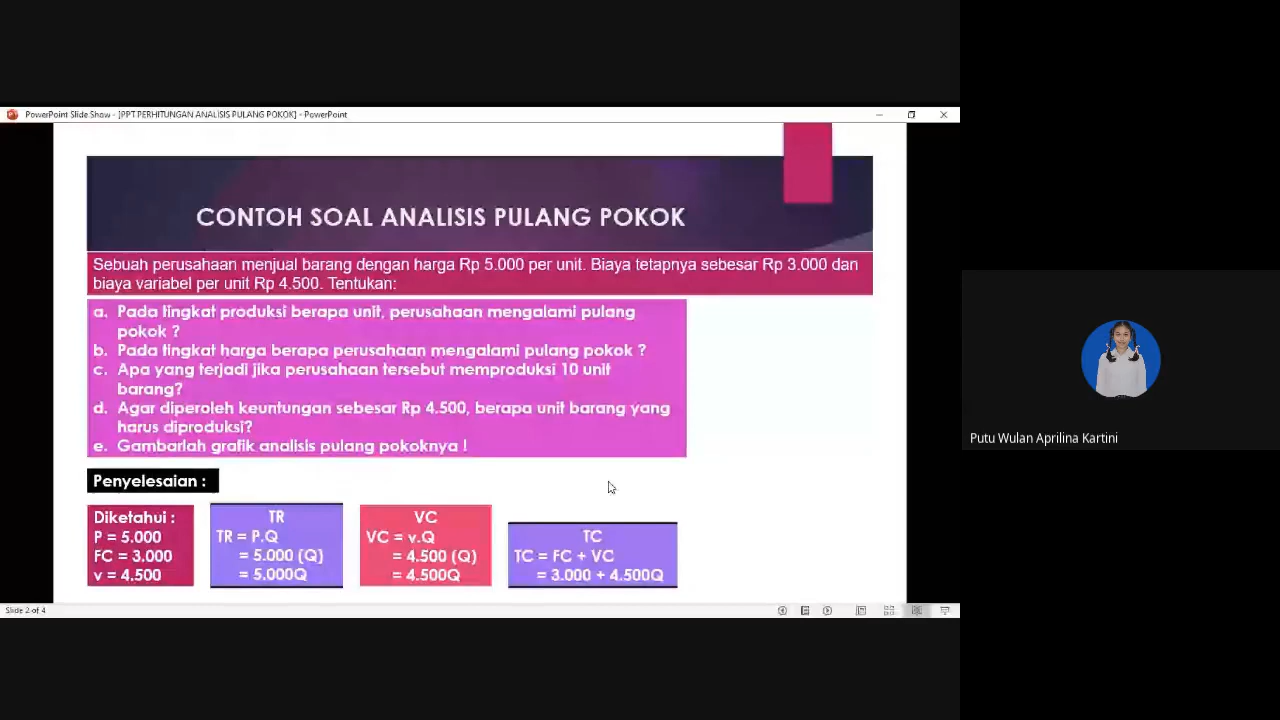 PowerPoint Slide Show - [PPT PERHITUNGAN ANALISIS PULANG POKOK] - PowerPoint
CONTOH SOAL ANALISIS PULANG POKOK
Sebuah perusahaan menjual barang dengan harga Rp 5.000 per unit. Biaya tetapnya sebesar Rp 3.000 dan
biaya variabel per unit Rp 4.500. Tentukan:
a. Pada tingkat produksi berapa unit, perusahaan mengalami pulang
pokok ?
b. Pada tingkat harga berapa perusahaan mengalami pulang pokok ?
c. Apa yang terjadi jika perusahaan tersebut memproduksi 10 unit
barang?
d. Agar diperoleh keuntungan sebesar Rp 4.500, berapa unit barang yang
harus diproduksi?
e. Gambarlah grafik analisis pulang pokoknya !
Penyelesaian :
Diketahui :
P = 5.000
FC = 3.000
v = 4.500
TR
TR = P.Q
= 5.000 (Q)
= 5.000Q
VC
VC = v.Q
= 4.500 (Q)
= 4.500Q
TC
TC = FC + VC
= 3.000 + 4.500Q
Slide 2 of 4
Putu Wulan Aprilina Kartini